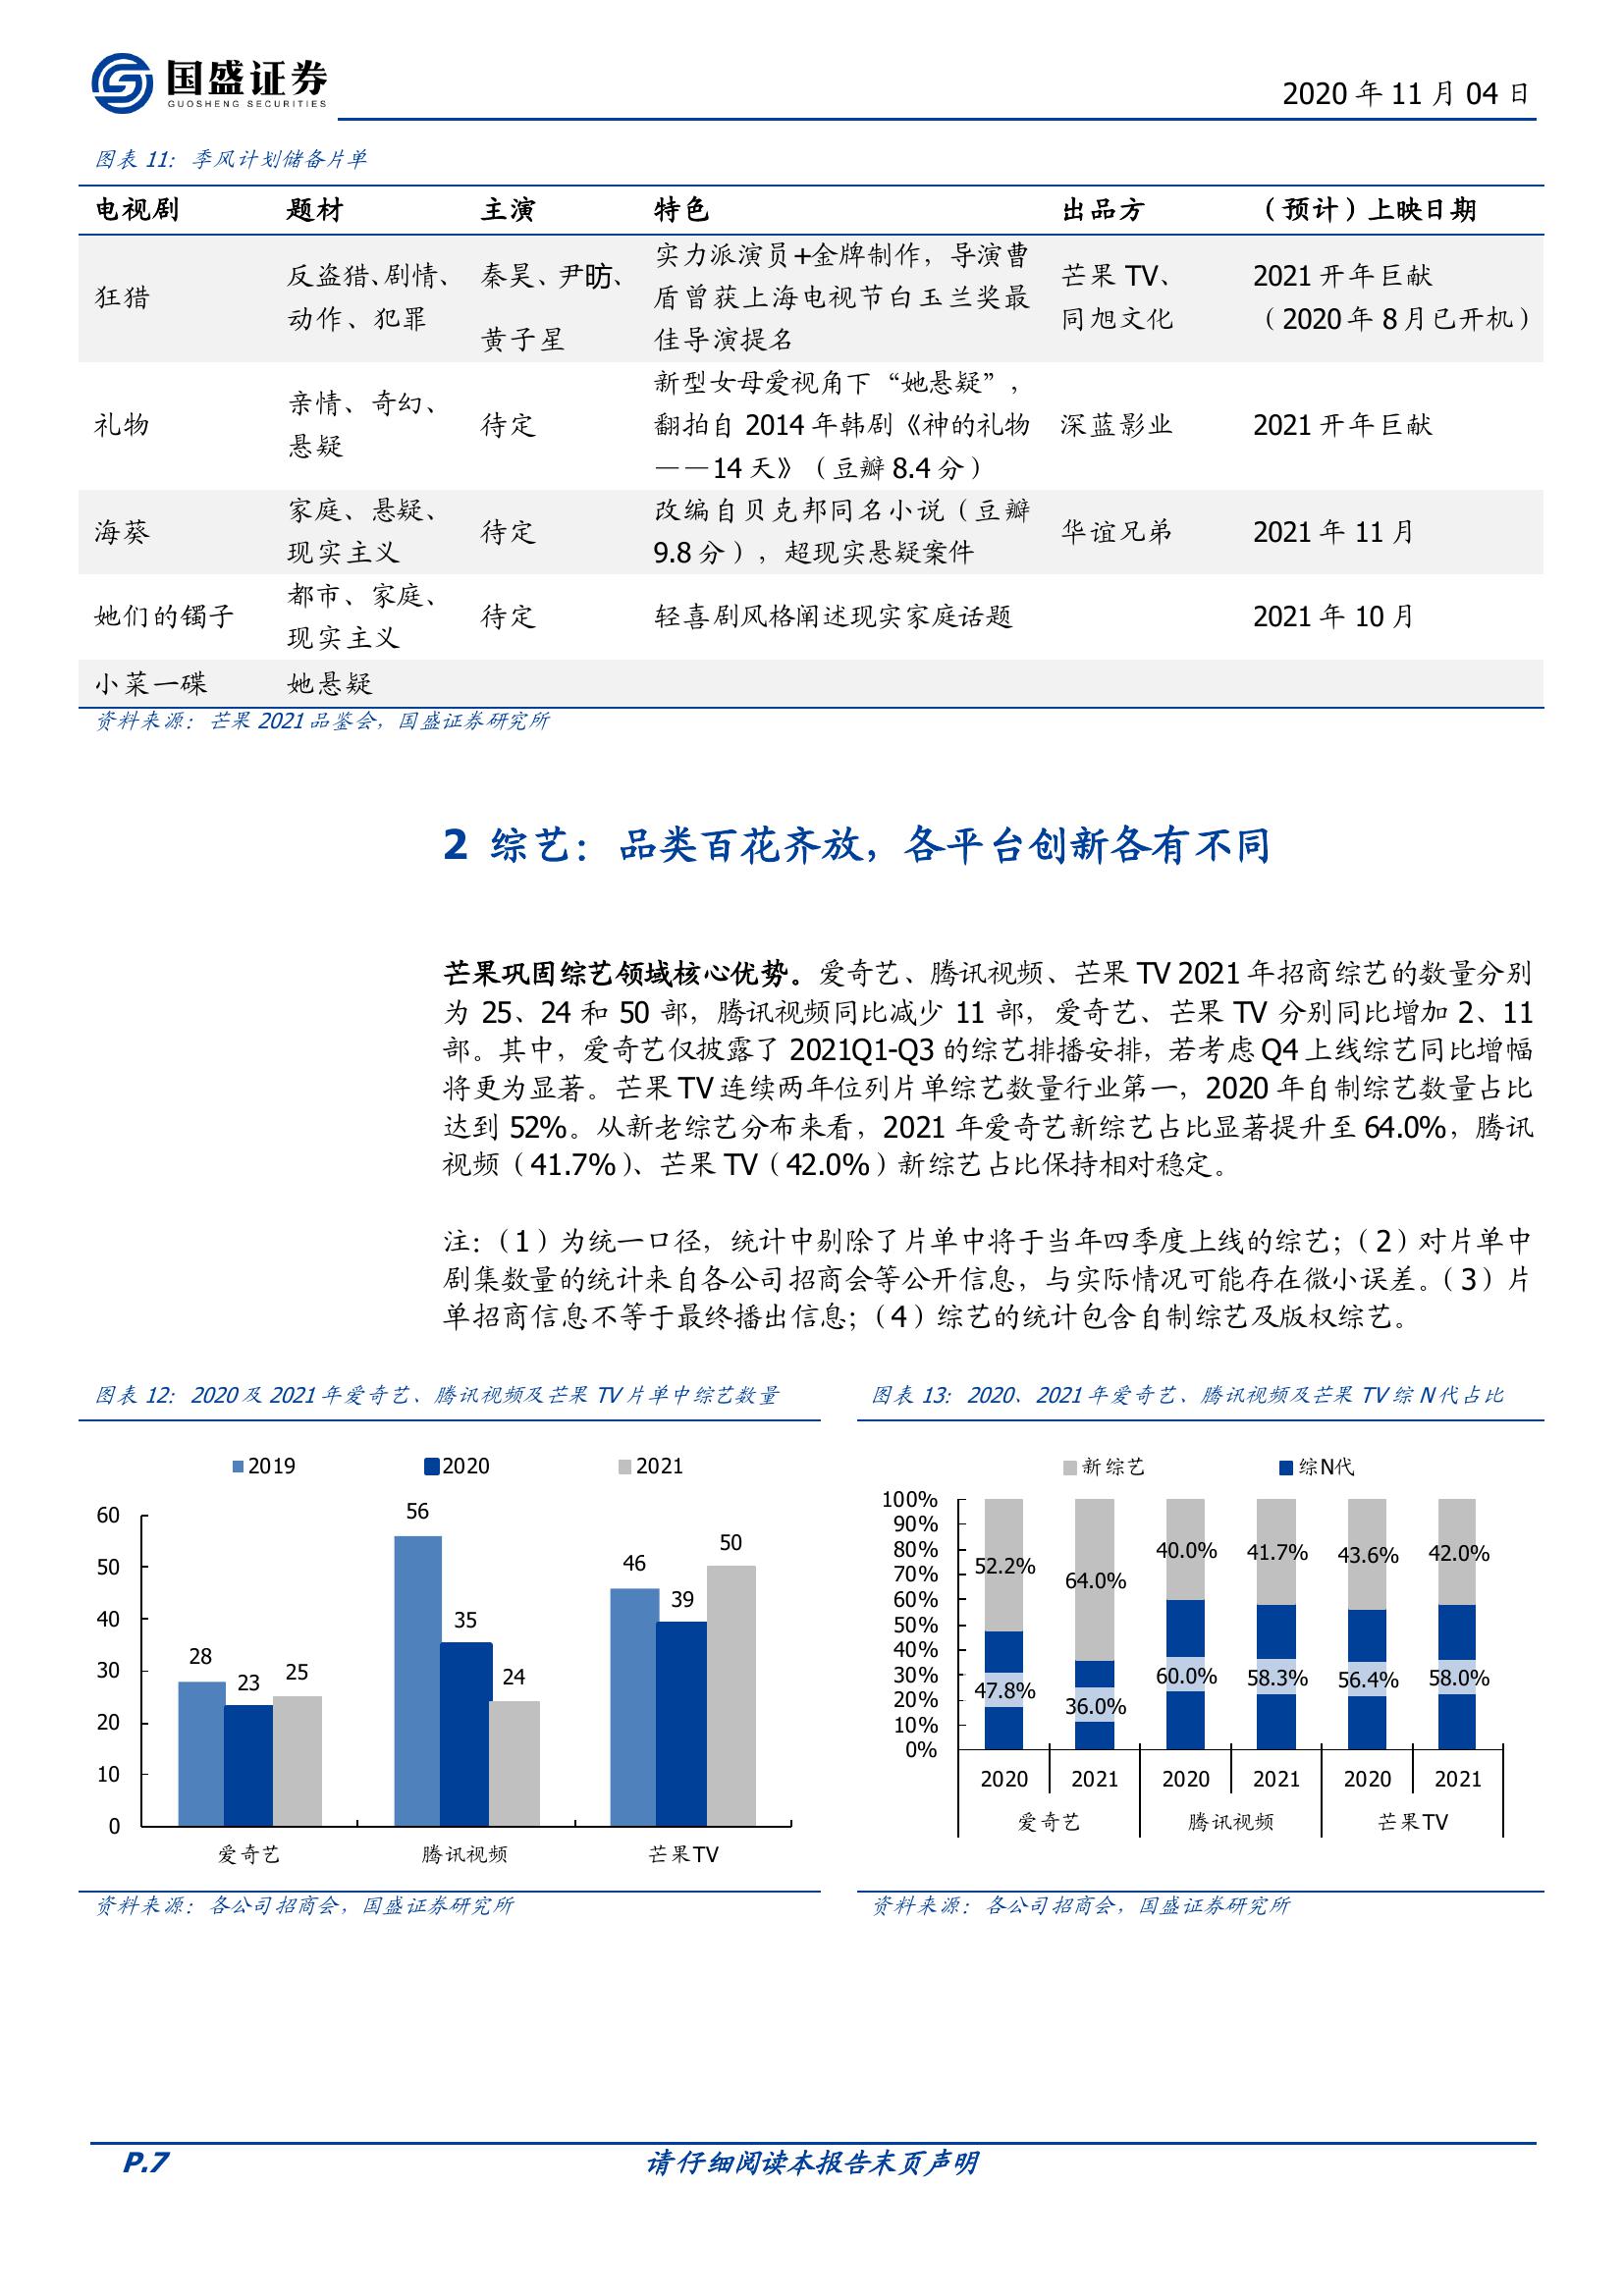 国盛证券
GUOSHENG SECURITIES
2020 年 11 月 04 日
图表 11: 季风计划储备片单
电视剧 题材 主演 特色 出品方 （预计）上映日期
狂猎 反盗猎、剧情、动作、犯罪 秦昊、尹昉、黄子星 实力派演员+金牌制作，导演曹盾曾获上海电视节白玉兰奖最佳导演提名 芒果 TV、同旭文化 2021 开年巨献（2020 年 8 月已开机）
礼物 亲情、奇幻、悬疑 待定 新型女母爱视角下“她悬疑”，翻拍自 2014 年韩剧《神的礼物——14 天》（豆瓣 8.4 分） 深蓝影业 2021 开年巨献
海葵 家庭、悬疑、现实主义 待定 改编自贝克邦同名小说（豆瓣 9.8 分），超现实悬疑案件 华谊兄弟 2021 年 11 月
她们的镯子 都市、家庭、现实主义 待定 轻喜剧风格阐述现实家庭话题 2021 年 10 月
小菜一碟 她悬疑
资料来源：芒果 2021 品鉴会，国盛证券研究所
2 综艺：品类百花齐放，各平台创新各有不同
芒果巩固综艺领域核心优势。爱奇艺、腾讯视频、芒果 TV 2021 年招商综艺的数量分别
为 25、24 和 50 部，腾讯视频同比减少 11 部，爱奇艺、芒果 TV 分别同比增加 2、11
部。其中，爱奇艺仅披露了 2021Q1-Q3 的综艺排播安排，若考虑 Q4 上线综艺同比增幅
将更为显著。芒果 TV 连续两年位列片单综艺数量行业第一，2020 年自制综艺数量占比
达到 52%。从新老综艺分布来看，2021 年爱奇艺新综艺占比显著提升至 64.0%，腾讯
视频（41.7%）、芒果 TV（42.0%）新综艺占比保持相对稳定。
注：（1）为统一口径，统计中剔除了片单中将于当年四季度上线的综艺；（2）对片单中
剧集数量的统计来自各公司招商会等公开信息，与实际情况可能存在微小误差。（3）片
单招商信息不等于最终播出信息；（4）综艺的统计包含自制综艺及版权综艺。
图表 12: 2020 及 2021 年爱奇艺、腾讯视频及芒果 TV 片单中综艺数量
2019 2020 2021
60
50
40
30
20
10
0
28 23 25
56 35 24
46 39 50
爱奇艺 腾讯视频 芒果TV
资料来源：各公司招商会，国盛证券研究所
图表 13: 2020、2021 年爱奇艺、腾讯视频及芒果 TV 综 N 代占比
新综艺 综N代
100%
90%
80%
70%
60%
50%
40%
30%
20%
10%
0%
52.2% 64.0% 40.0% 41.7% 43.6% 42.0%
47.8% 36.0% 60.0% 58.3% 56.4% 58.0%
2020 2021 2020 2021 2020 2021
爱奇艺 腾讯视频 芒果TV
资料来源：各公司招商会，国盛证券研究所
P.7
请仔细阅读本报告末页声明